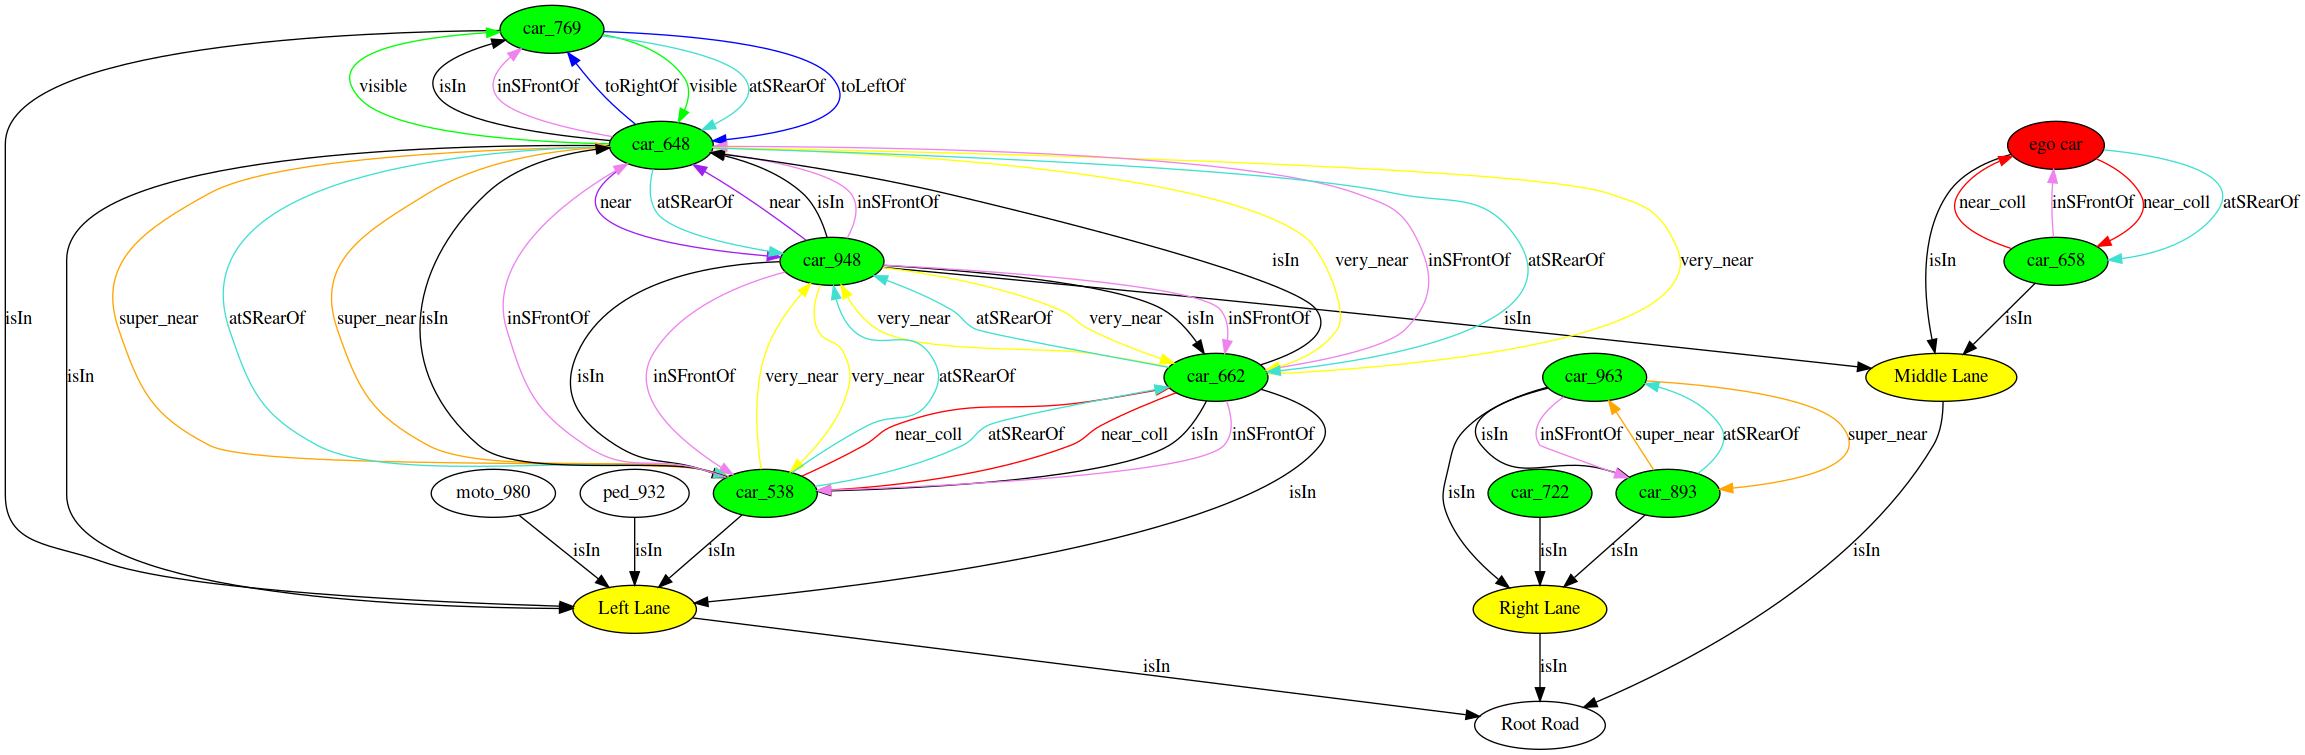 car_769
visible isIn inSFrontOf toRightOf visible atSRearOf toLeftOf
car_648 ego car
near atSRearOf near isIn inSFrontOf near_coll inSFrontOf near_coll atSRearOf
car_948 isIn very_near inSFrontOf atSRearOf very_near isIn car_658
isIn super_near atSRearOf super_near isIn inSFrontOf very_near atSRearOf very_near isIn inSFrontOf isIn isIn
isIn isIn inSFrontOf very_near very_near atSRearOf car_662 car_963 Middle Lane
near_coll atSRearOf near_coll isIn inSFrontOf isIn inSFrontOf super_near atSRearOf super_near
moto_980 ped_932 car_538 isIn isIn car_722 car_893
isIn isIn isIn isIn isIn isIn
Left Lane Right Lane
isIn isIn
Root Road